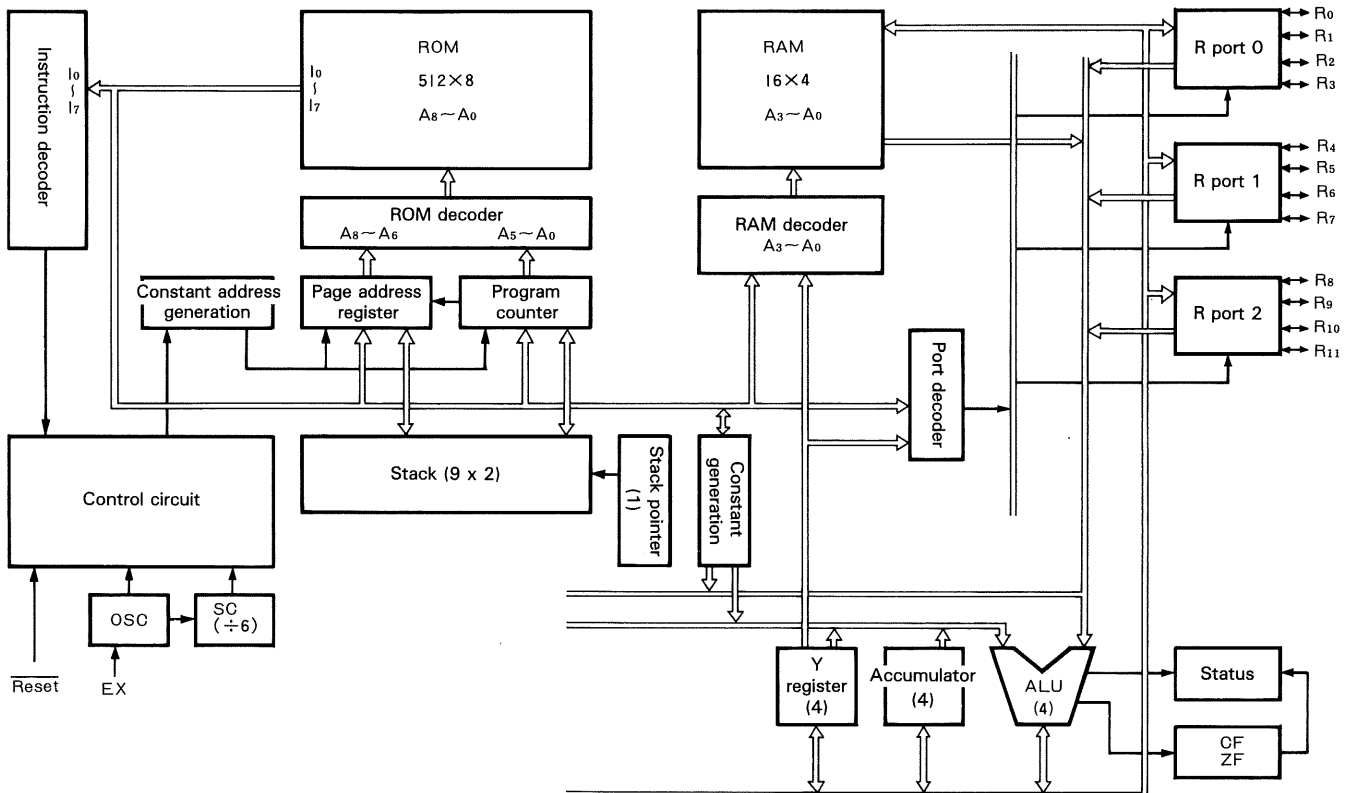 Instruction decoder
I0
~
I7
I0
~
I7
ROM
512×8
A8~A0
RAM
16×4
A3~A0
R port 0
R0
R1
R2
R3
R port 1
R4
R5
R6
R7
R port 2
R8
R9
R10
R11
ROM decoder
A8~A6
A5~A0
RAM decoder
A3~A0
Constant address
generation
Page address
register
Program
counter
Port decoder
Control circuit
Stack (9 x 2)
Stack pointer
(1)
Constant
generation
OSC
SC
(÷6)
Reset
EX
Y
register
(4)
Accumulator
(4)
ALU
(4)
Status
CF
ZF